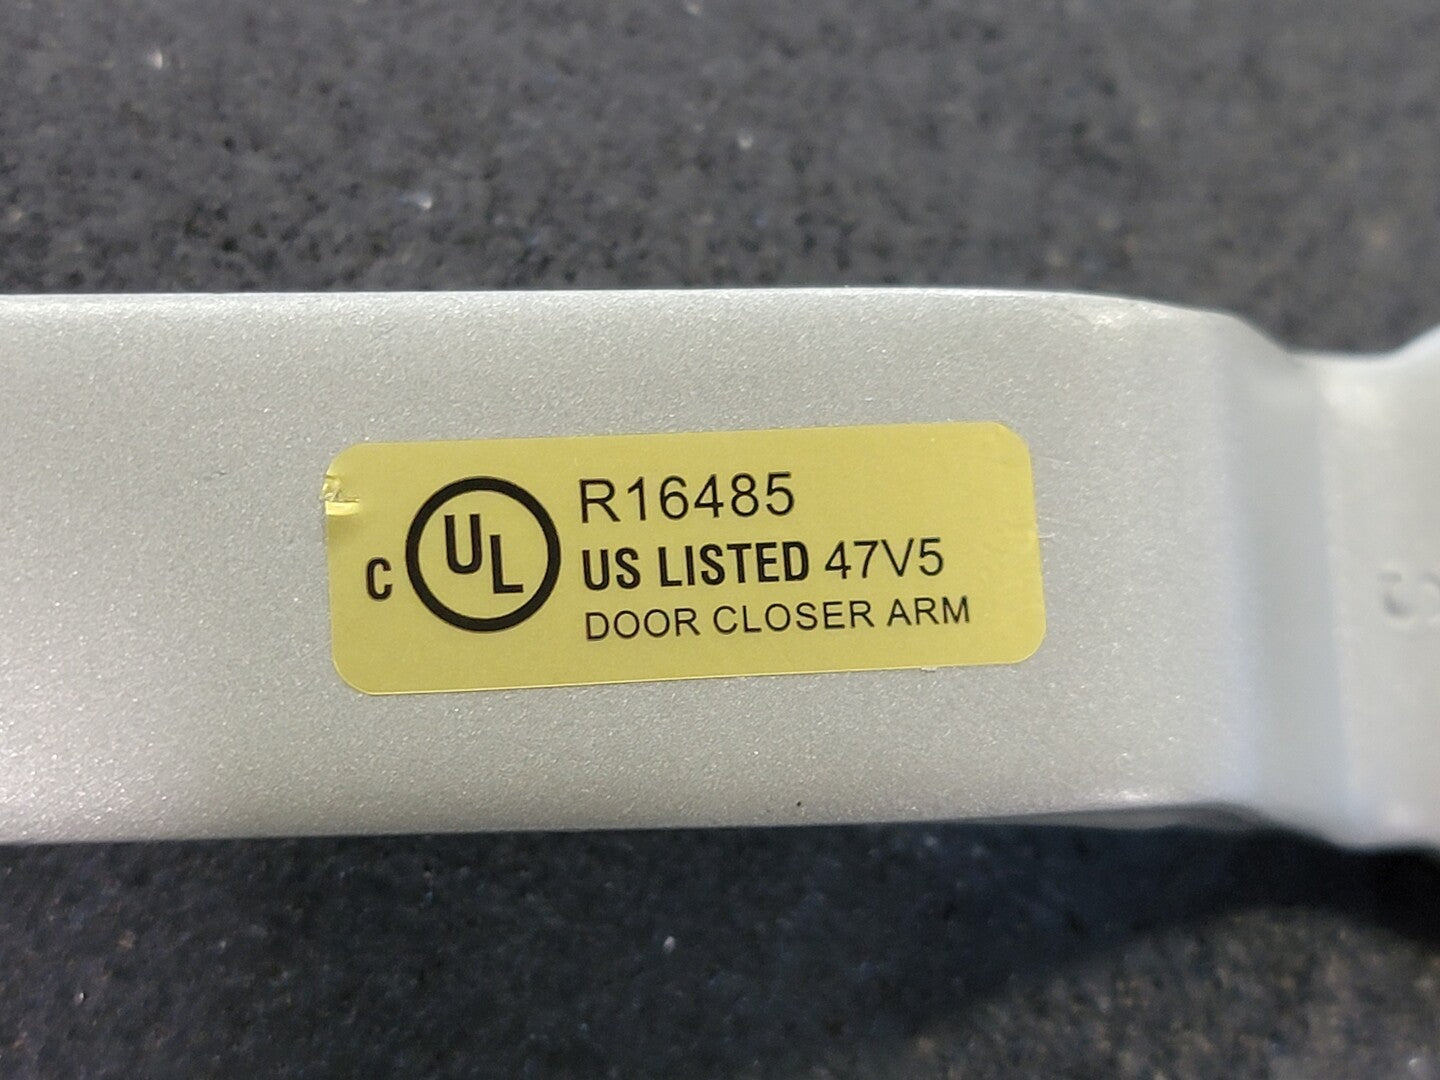 R16485
C UL US LISTED 47V5
DOOR CLOSER ARM